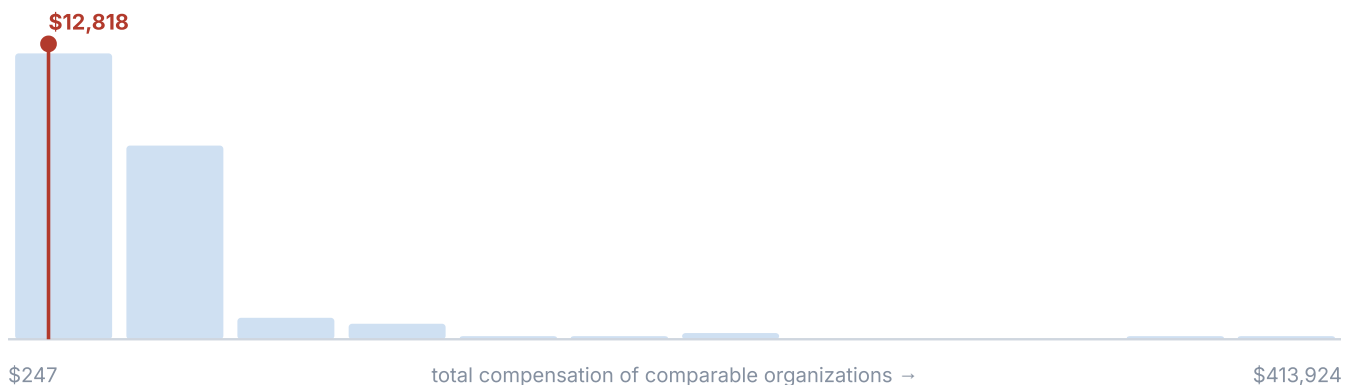 $12,818
$247 total compensation of comparable organizations → $413,924